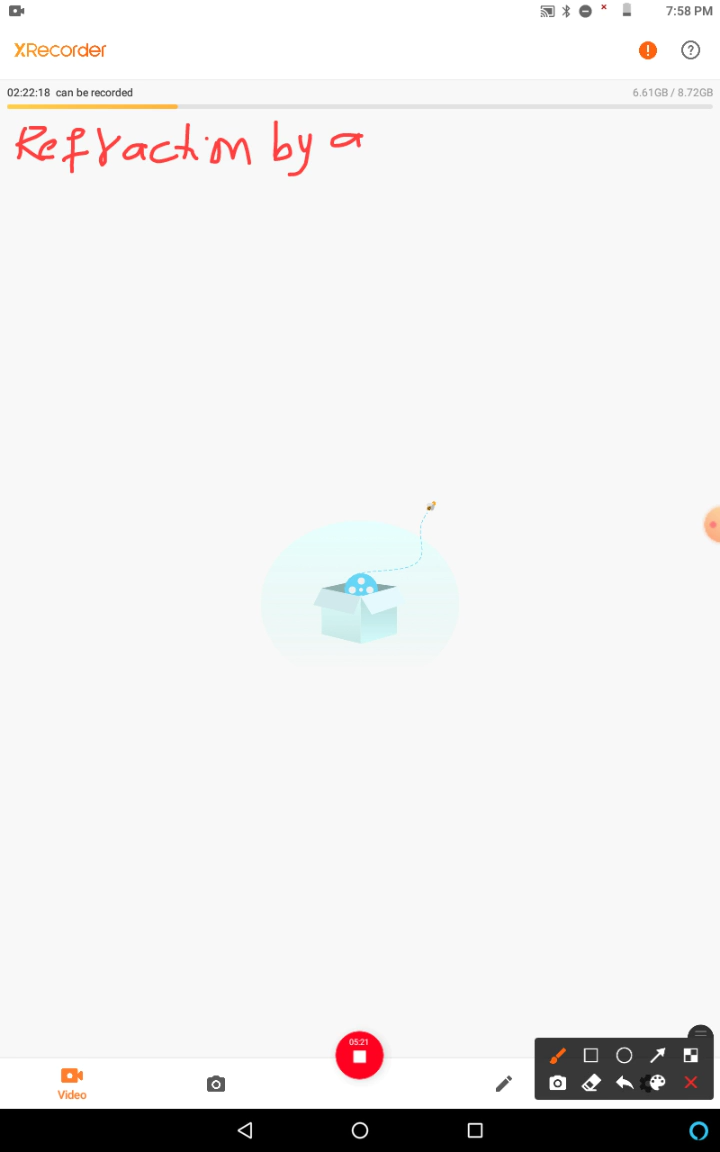 7:58 PM
XRecorder
02:22:18 can be recorded 6.61GB / 8.72GB
Refraction by a
05:21
Video